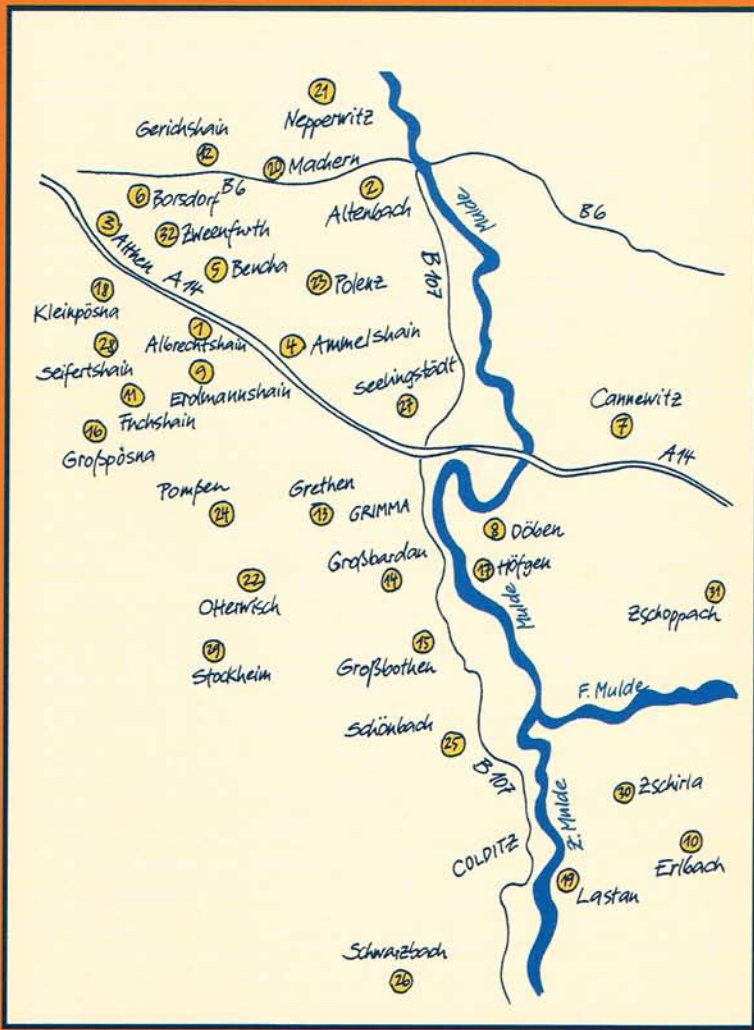 21
Nepperwitz
Gerichshain
12
20 Machern
6 Borsdorf B6
2
Altenbach
Mulde
B6
3
Althen
32 Zweenfurth
A14
5 Beucha
23 Polenz
B 107
18
Kleinpösna
1
Albrechtshain
4 Ammelshain
28
Seifertshain
9
Erdmannshain
Seelingstädt
27
11
Fuchshain
Cannewitz
7
16
Großpösna
A14
Pomßen
24
Grethen
13
GRIMMA
8 Döben
Großbardau
14
17 Höfgen
Mulde
22
Otterwisch
31
Zschoppach
29
Stockheim
15
Großbothen
F. Mulde
Schönbach
25
B 107
30 Zschirla
Z. Mulde
COLDITZ
10
Erlbach
19
Lastau
Schwarzbach
26